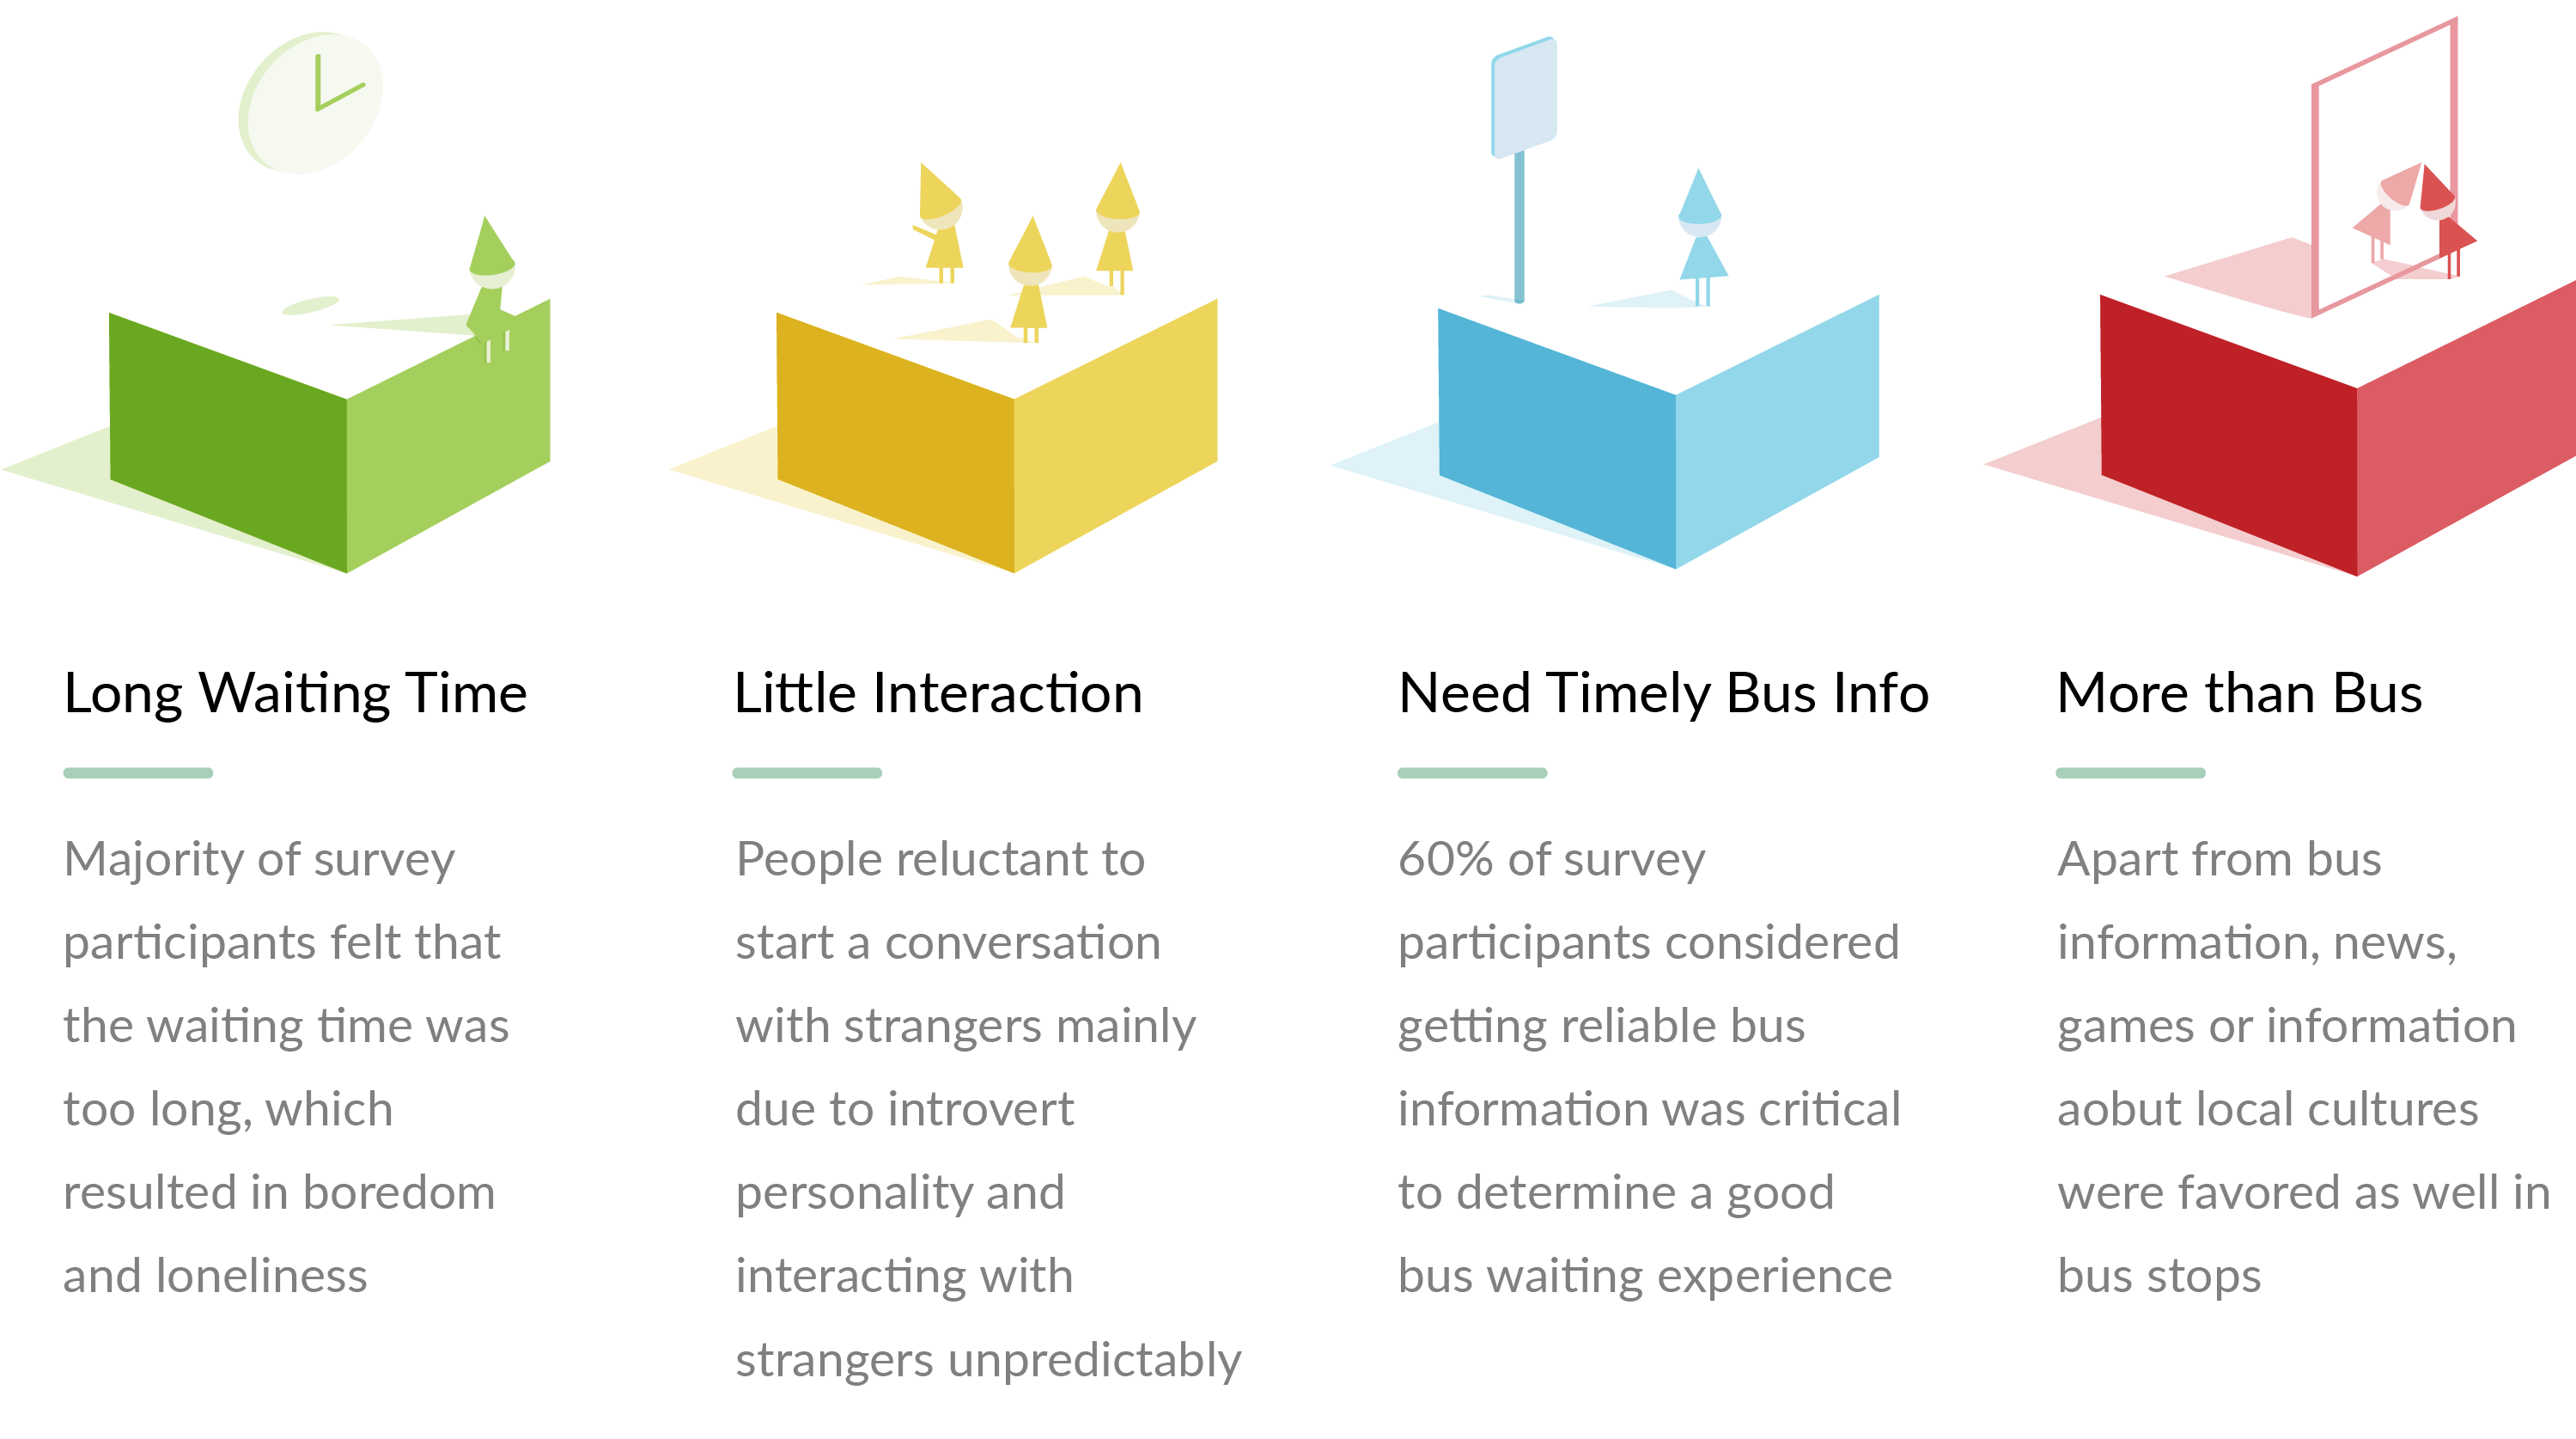 Long Waiting Time
Majority of survey
participants felt that
the waiting time was
too long, which
resulted in boredom
and loneliness
Little Interaction
People reluctant to
start a conversation
with strangers mainly
due to introvert
personality and
interacting with
strangers unpredictably
Need Timely Bus Info
60% of survey
participants considered
getting reliable bus
information was critical
to determine a good
bus waiting experience
More than Bus
Apart from bus
information, news,
games or information
aobut local cultures
were favored as well in
bus stops